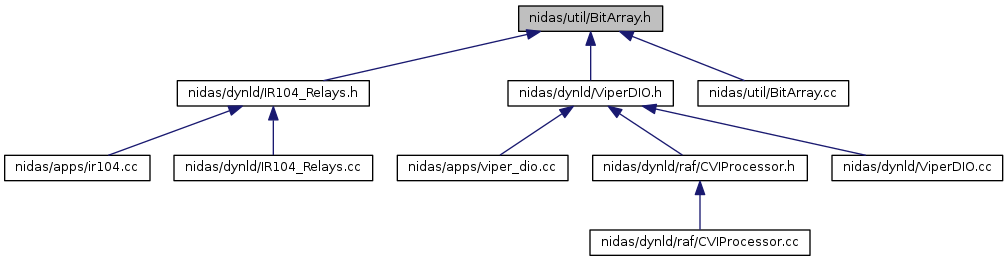 nidas/util/BitArray.h
nidas/dynld/IR104_Relays.h
nidas/dynld/ViperDIO.h
nidas/util/BitArray.cc
nidas/apps/ir104.cc
nidas/dynld/IR104_Relays.cc
nidas/apps/viper_dio.cc
nidas/dynld/raf/CVIProcessor.h
nidas/dynld/ViperDIO.cc
nidas/dynld/raf/CVIProcessor.cc